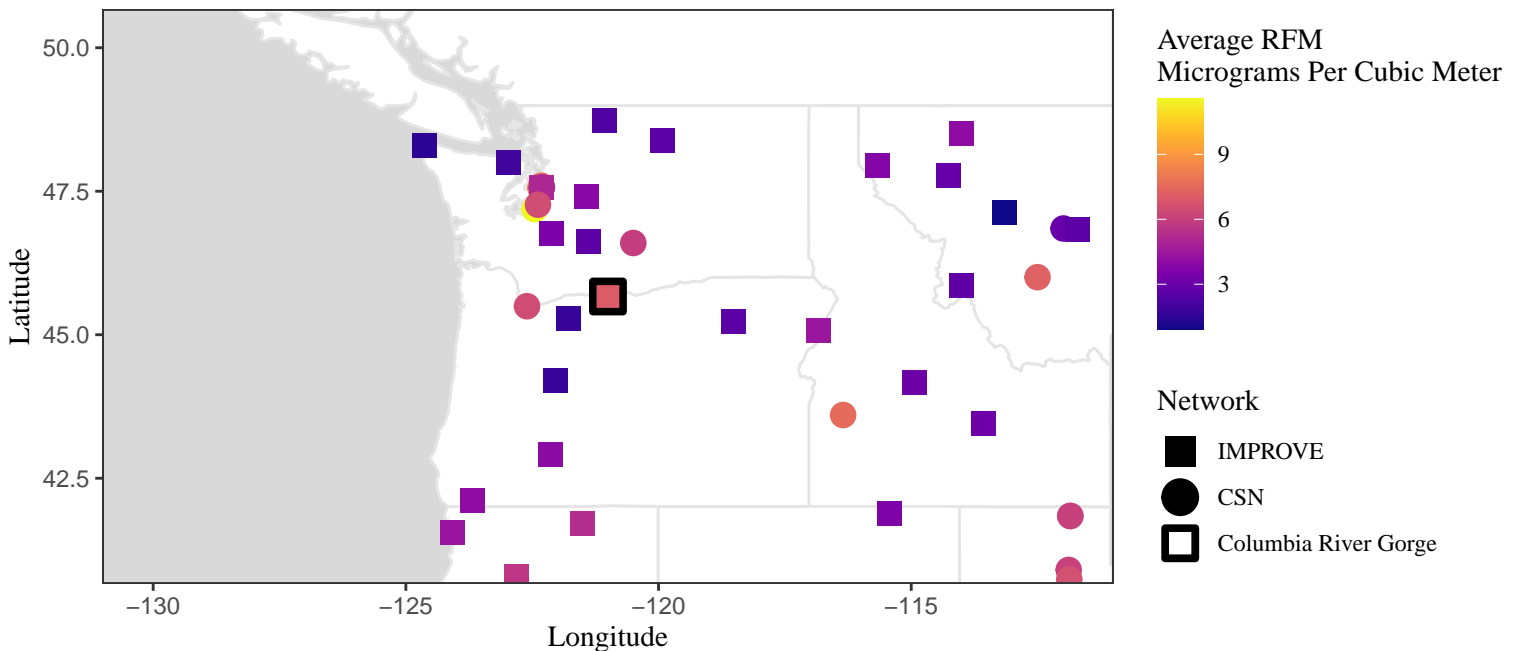 Average RFM
Micrograms Per Cubic Meter
9
6
3
Network
IMPROVE
CSN
Columbia River Gorge
Latitude
50.0
47.5
45.0
42.5
−130
−125
−120
−115
Longitude